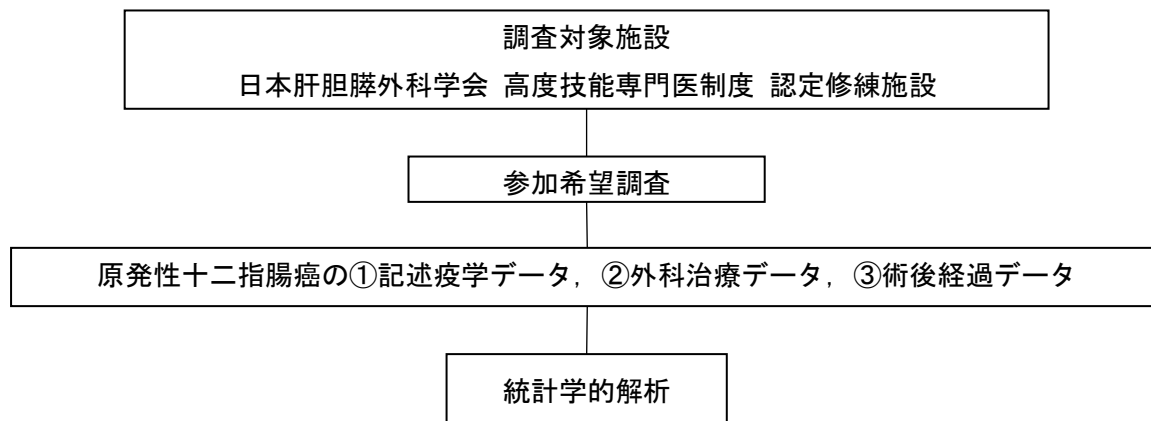 調査対象施設
日本肝胆膵外科学会 高度技能専門医制度 認定修練施設
参加希望調査
原発性十二指腸癌の①記述疫学データ，②外科治療データ，③術後経過データ
統計学的解析